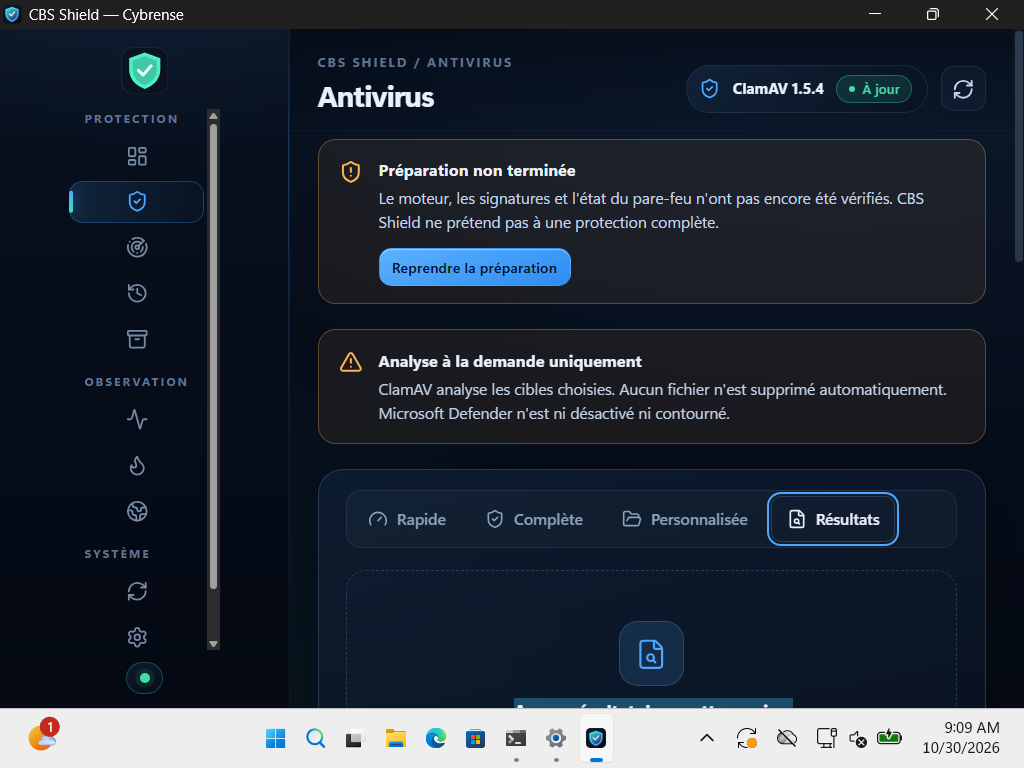 CBS Shield — Cybrense
PROTECTION
OBSERVATION
SYSTÈME
CBS SHIELD / ANTIVIRUS
Antivirus
ClamAV 1.5.4
À jour
Préparation non terminée
Le moteur, les signatures et l'état du pare-feu n'ont pas encore été vérifiés. CBS
Shield ne prétend pas à une protection complète.
Reprendre la préparation
Analyse à la demande uniquement
ClamAV analyse les cibles choisies. Aucun fichier n'est supprimé automatiquement.
Microsoft Defender n'est ni désactivé ni contourné.
Rapide
Complète
Personnalisée
Résultats
1
9:09 AM
10/30/2026